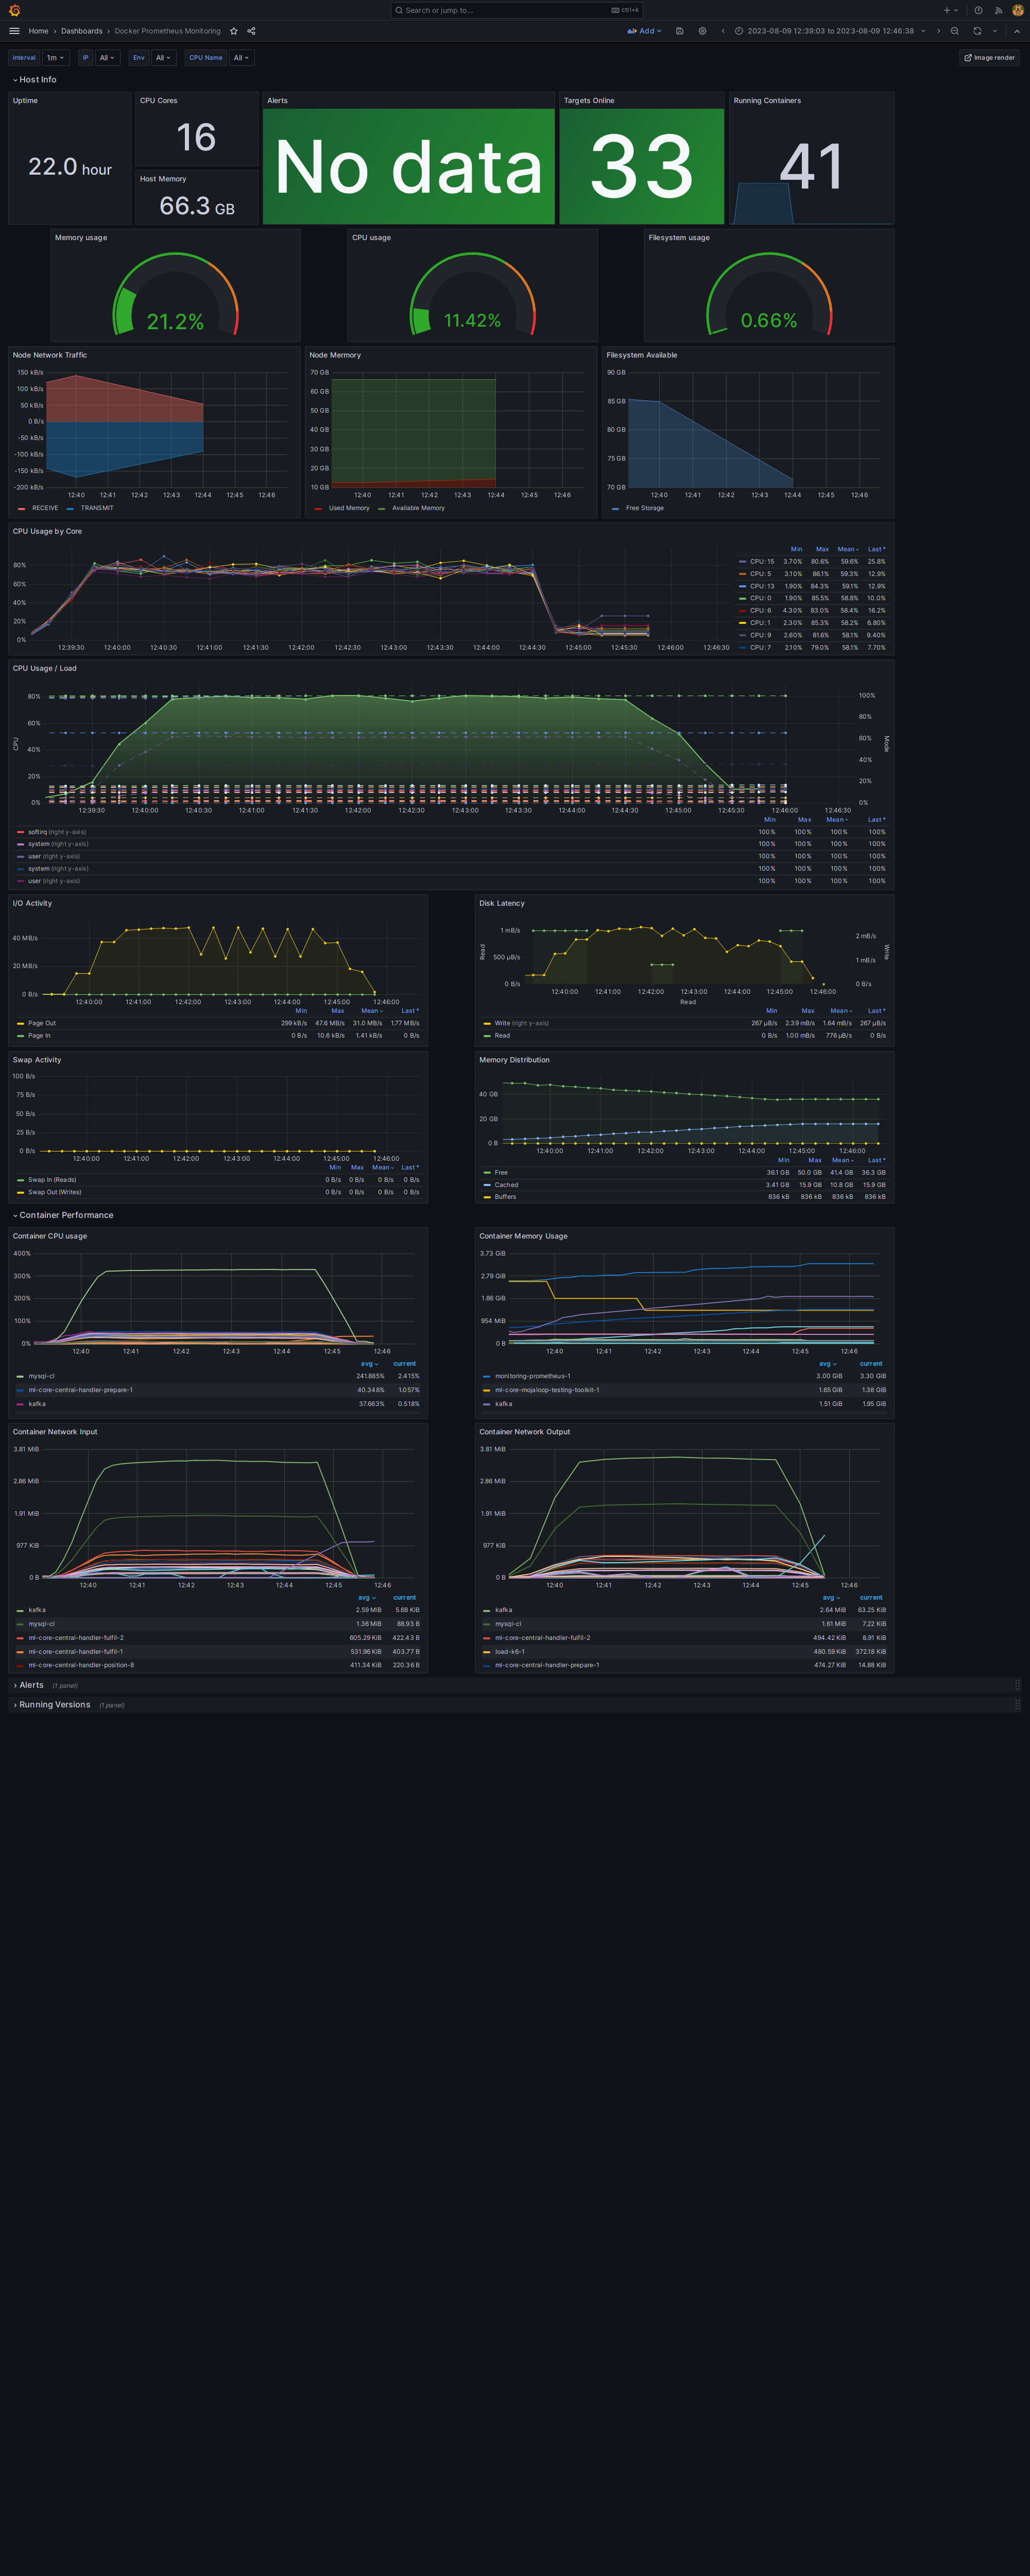 Search or jump to...
ctrl+k
Home › Dashboards › Docker Prometheus Monitoring
Add
2023-08-09 12:39:03 to 2023-08-09 12:46:38
Interval 1m IP All Env All CPU Name All
Image render
Host Info
Uptime
22.0 hour
CPU Cores
16
Host Memory
66.3 GB
Alerts
No data
Targets Online
33
Running Containers
41
Memory usage
21.2%
CPU usage
11.42%
Filesystem usage
0.66%
Node Network Traffic
150 kB/s
100 kB/s
50 kB/s
0 B/s
-50 kB/s
-100 kB/s
-150 kB/s
-200 kB/s
12:40 12:41 12:42 12:43 12:44 12:45 12:46
RECEIVE TRANSMIT
Node Mermory
70 GB
60 GB
50 GB
40 GB
30 GB
20 GB
10 GB
12:40 12:41 12:42 12:43 12:44 12:45 12:46
Used Memory Available Memory
Filesystem Available
90 GB
85 GB
80 GB
75 GB
70 GB
12:40 12:41 12:42 12:43 12:44 12:45 12:46
Free Storage
CPU Usage by Core
80%
60%
40%
20%
0%
12:39:30 12:40:00 12:40:30 12:41:00 12:41:30 12:42:00 12:42:30 12:43:00 12:43:30 12:44:00 12:44:30 12:45:00 12:45:30 12:46:00 12:46:30
Min Max Mean Last *
CPU: 15 3.70% 80.6% 59.6% 25.8%
CPU: 5 3.10% 86.1% 59.3% 12.9%
CPU: 13 1.90% 84.3% 59.1% 12.9%
CPU: 0 1.90% 85.5% 58.8% 10.0%
CPU: 6 4.30% 83.0% 58.4% 16.2%
CPU: 1 2.30% 85.3% 58.2% 6.80%
CPU: 9 2.60% 81.6% 58.1% 9.40%
CPU: 7 2.10% 79.0% 58.1% 7.70%
CPU Usage / Load
CPU
80%
60%
40%
20%
0%
12:39:30 12:40:00 12:40:30 12:41:00 12:41:30 12:42:00 12:42:30 12:43:00 12:43:30 12:44:00 12:44:30 12:45:00 12:45:30 12:46:00 12:46:30
100%
80%
60%
40%
20%
0%
Mode
Min Max Mean Last *
softirq (right y-axis) 100% 100% 100% 100%
system (right y-axis) 100% 100% 100% 100%
user (right y-axis) 100% 100% 100% 100%
system (right y-axis) 100% 100% 100% 100%
user (right y-axis) 100% 100% 100% 100%
I/O Activity
40 MB/s
20 MB/s
0 B/s
12:40:00 12:41:00 12:42:00 12:43:00 12:44:00 12:45:00 12:46:00
Min Max Mean Last *
Page Out 299 kB/s 47.6 MB/s 31.0 MB/s 1.77 MB/s
Page In 0 B/s 10.6 kB/s 1.41 kB/s 0 B/s
Disk Latency
Read
1 mB/s
500 µB/s
0 B/s
12:40:00 12:41:00 12:42:00 12:43:00 12:44:00 12:45:00 12:46:00
Read
2 mB/s
1 mB/s
0 B/s
Write
Min Max Mean Last *
Write (right y-axis) 267 µB/s 2.39 mB/s 1.64 mB/s 267 µB/s
Read 0 B/s 1.00 mB/s 776 µB/s 0 B/s
Swap Activity
100 B/s
75 B/s
50 B/s
25 B/s
0 B/s
12:40:00 12:41:00 12:42:00 12:43:00 12:44:00 12:45:00 12:46:00
Min Max Mean Last *
Swap In (Reads) 0 B/s 0 B/s 0 B/s 0 B/s
Swap Out (Writes) 0 B/s 0 B/s 0 B/s 0 B/s
Memory Distribution
40 GB
20 GB
0 B
12:40:00 12:41:00 12:42:00 12:43:00 12:44:00 12:45:00 12:46:00
Min Max Mean Last *
Free 36.1 GB 50.0 GB 41.4 GB 36.3 GB
Cached 3.41 GB 15.9 GB 10.8 GB 15.9 GB
Buffers 836 kB 836 kB 836 kB 836 kB
Container Performance
Container CPU usage
400%
300%
200%
100%
0%
12:40 12:41 12:42 12:43 12:44 12:45 12:46
avg current
mysql-cl 241.885% 2.415%
ml-core-central-handler-prepare-1 40.348% 1.057%
kafka 37.663% 0.518%
Container Memory Usage
3.73 GiB
2.79 GiB
1.86 GiB
954 MiB
0 B
12:40 12:41 12:42 12:43 12:44 12:45 12:46
avg current
monitoring-prometheus-1 3.00 GiB 3.30 GiB
ml-core-mojaloop-testing-toolkit-1 1.65 GiB 1.38 GiB
kafka 1.51 GiB 1.95 GiB
Container Network Input
3.81 MiB
2.86 MiB
1.91 MiB
977 KiB
0 B
12:40 12:41 12:42 12:43 12:44 12:45 12:46
avg current
kafka 2.59 MiB 5.68 KiB
mysql-cl 1.36 MiB 88.93 B
ml-core-central-handler-fulfil-2 605.29 KiB 422.43 B
ml-core-central-handler-fulfil-1 531.96 KiB 403.77 B
ml-core-central-handler-position-8 411.34 KiB 220.36 B
Container Network Output
3.81 MiB
2.86 MiB
1.91 MiB
977 KiB
0 B
12:40 12:41 12:42 12:43 12:44 12:45 12:46
avg current
kafka 2.64 MiB 63.25 KiB
mysql-cl 1.61 MiB 7.22 KiB
ml-core-central-handler-fulfil-2 494.42 KiB 8.91 KiB
load-k6-1 480.59 KiB 372.18 KiB
ml-core-central-handler-prepare-1 474.27 KiB 14.88 KiB
Alerts (1 panel)
Running Versions (1 panel)